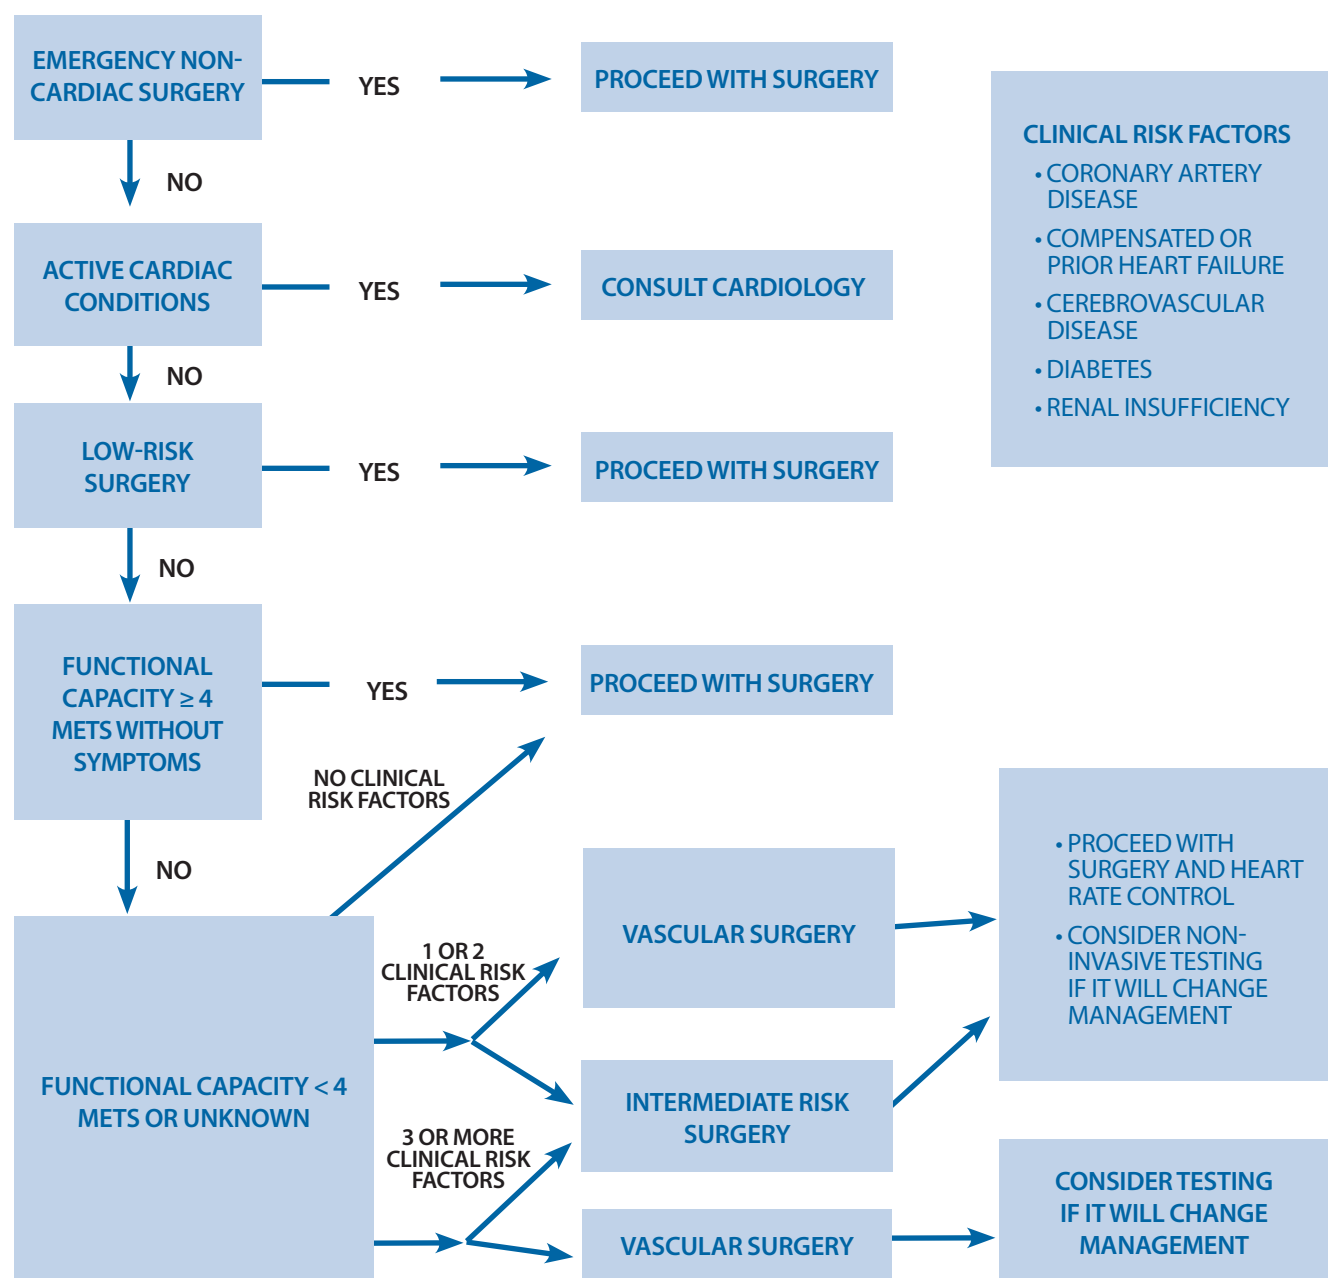 EMERGENCY NON-
CARDIAC SURGERY
YES
PROCEED WITH SURGERY
NO
ACTIVE CARDIAC
CONDITIONS
YES
CONSULT CARDIOLOGY
NO
LOW-RISK
SURGERY
YES
PROCEED WITH SURGERY
NO
FUNCTIONAL
CAPACITY ≥ 4
METS WITHOUT
SYMPTOMS
YES
PROCEED WITH SURGERY
NO
NO CLINICAL
RISK FACTORS
FUNCTIONAL CAPACITY < 4
METS OR UNKNOWN
1 OR 2
CLINICAL RISK
FACTORS
VASCULAR SURGERY
INTERMEDIATE RISK
SURGERY
3 OR MORE
CLINICAL RISK
FACTORS
VASCULAR SURGERY
CLINICAL RISK FACTORS
• CORONARY ARTERY
DISEASE
• COMPENSATED OR
PRIOR HEART FAILURE
• CEREBROVASCULAR
DISEASE
• DIABETES
• RENAL INSUFFICIENCY
• PROCEED WITH
SURGERY AND HEART
RATE CONTROL
• CONSIDER NON-
INVASIVE TESTING
IF IT WILL CHANGE
MANAGEMENT
CONSIDER TESTING
IF IT WILL CHANGE
MANAGEMENT